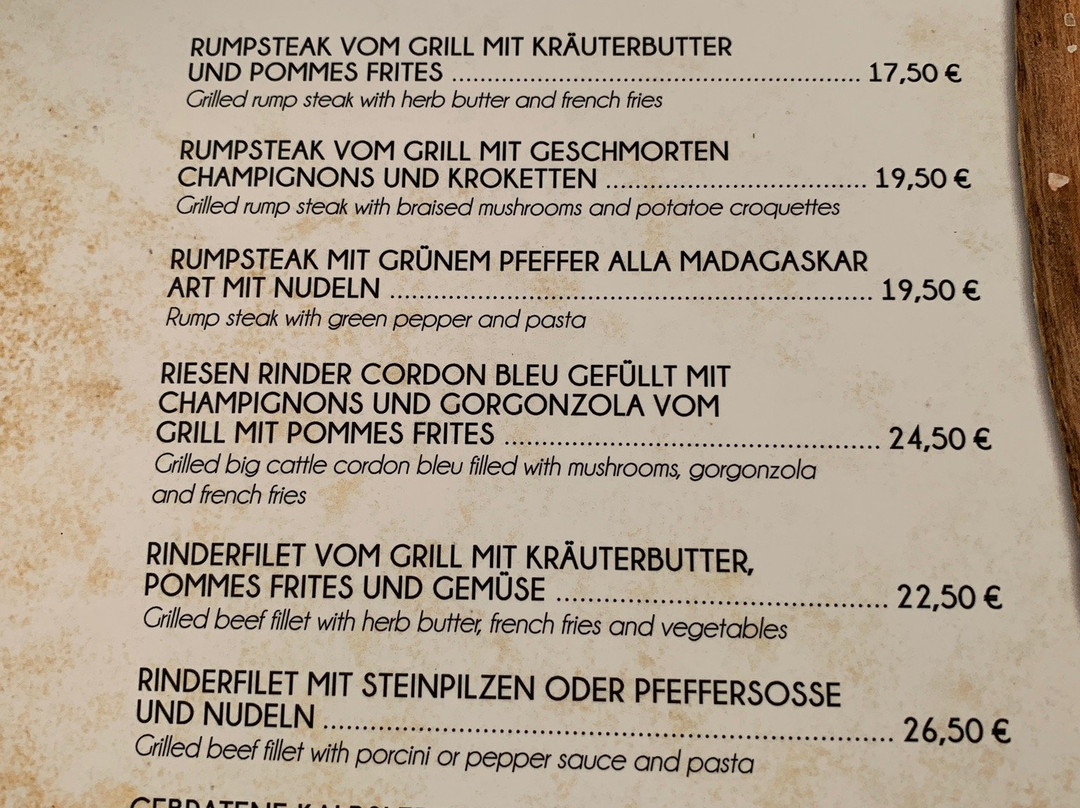 RUMPSTEAK VOM GRILL MIT KRÄUTERBUTTER
UND POMMES FRITES ........................................................ 17,50 €
Grilled rump steak with herb butter and french fries
RUMPSTEAK VOM GRILL MIT GESCHMORTEN
CHAMPIGNONS UND KROKETTEN .................................... 19,50 €
Grilled rump steak with braised mushrooms and potatoe croquettes
RUMPSTEAK MIT GRÜNEM PFEFFER ALLA MADAGASKAR
ART MIT NUDELN .................................................................. 19,50 €
Rump steak with green pepper and pasta
RIESEN RINDER CORDON BLEU GEFÜLLT MIT
CHAMPIGNONS UND GORGONZOLA VOM
GRILL MIT POMMES FRITES .................................................. 24,50 €
Grilled big cattle cordon bleu filled with mushrooms, gorgonzola
and french fries
RINDERFILET VOM GRILL MIT KRÄUTERBUTTER,
POMMES FRITES UND GEMÜSE ............................................ 22,50 €
Grilled beef fillet with herb butter, french fries and vegetables
RINDERFILET MIT STEINPILZEN ODER PFEFFERSOSSE
UND NUDELN ........................................................................ 26,50 €
Grilled beef fillet with porcini or pepper sauce and pasta